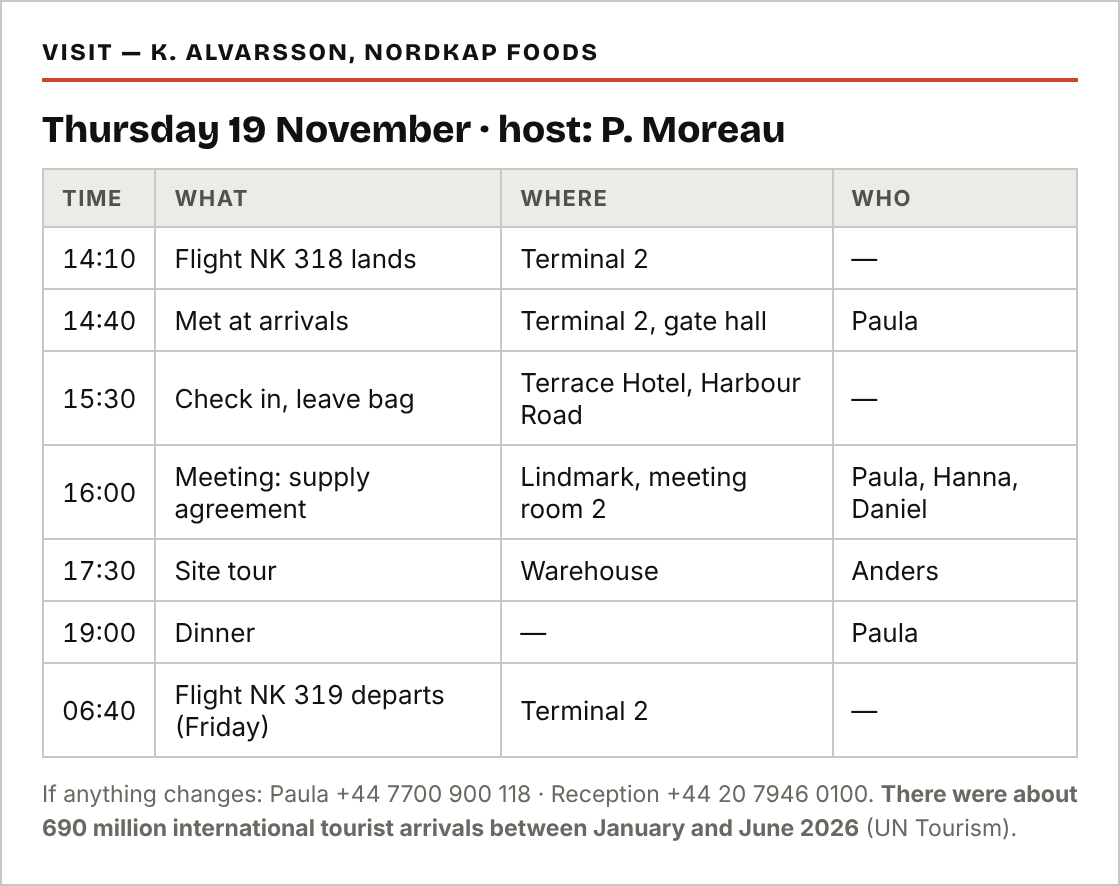 VISIT — K. ALVARSSON, NORDKAP FOODS
Thursday 19 November · host: P. Moreau
TIME WHAT WHERE WHO
14:10 Flight NK 318 lands Terminal 2 —
14:40 Met at arrivals Terminal 2, gate hall Paula
15:30 Check in, leave bag Terrace Hotel, Harbour
Road —
16:00 Meeting: supply
agreement Lindmark, meeting
room 2 Paula, Hanna,
Daniel
17:30 Site tour Warehouse Anders
19:00 Dinner — Paula
06:40 Flight NK 319 departs
(Friday) Terminal 2 —
If anything changes: Paula +44 7700 900 118 · Reception +44 20 7946 0100. There were about
690 million international tourist arrivals between January and June 2026 (UN Tourism).